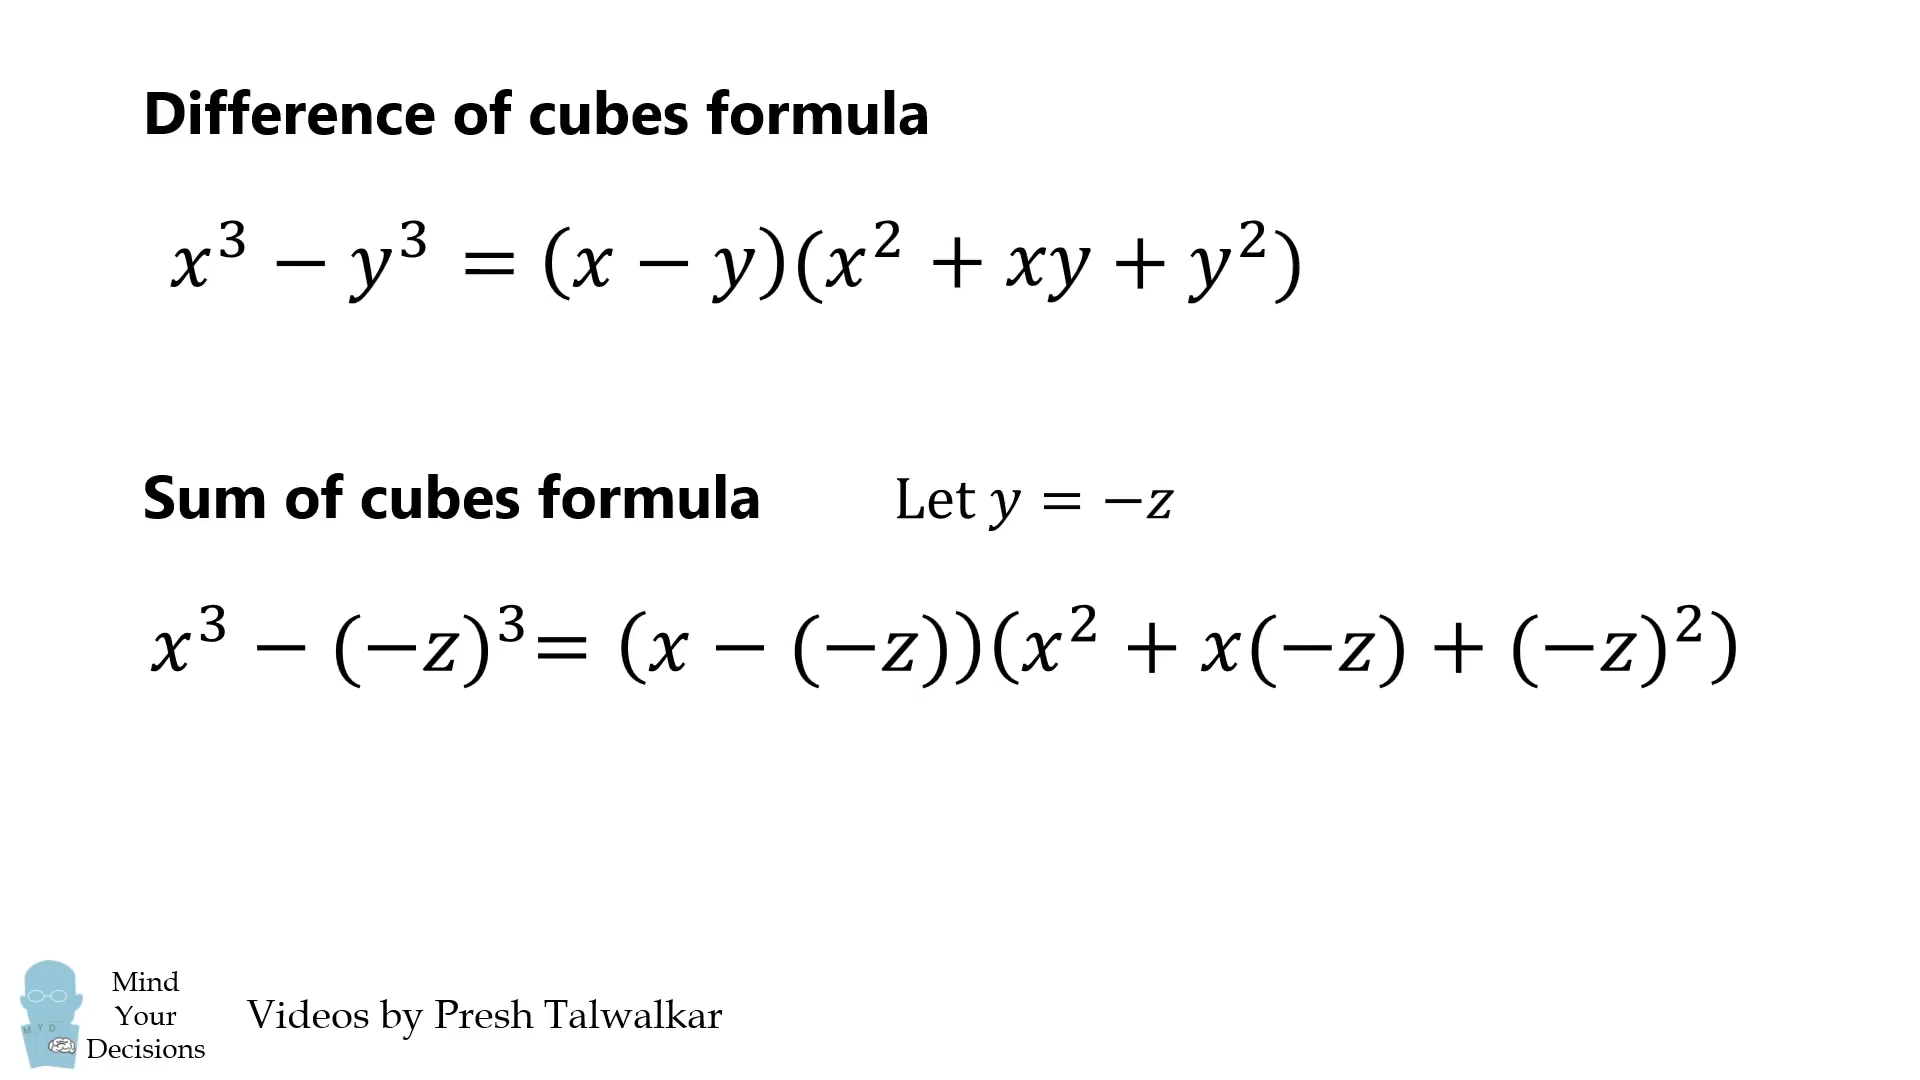 Difference of cubes formula
x³ − y³ = (x − y)(x² + xy + y²)
Sum of cubes formula Let y = −z
x³ − (−z)³= (x − (−z))(x² + x(−z) + (−z)²)
Mind
Your
Decisions
M Y D
Videos by Presh Talwalkar